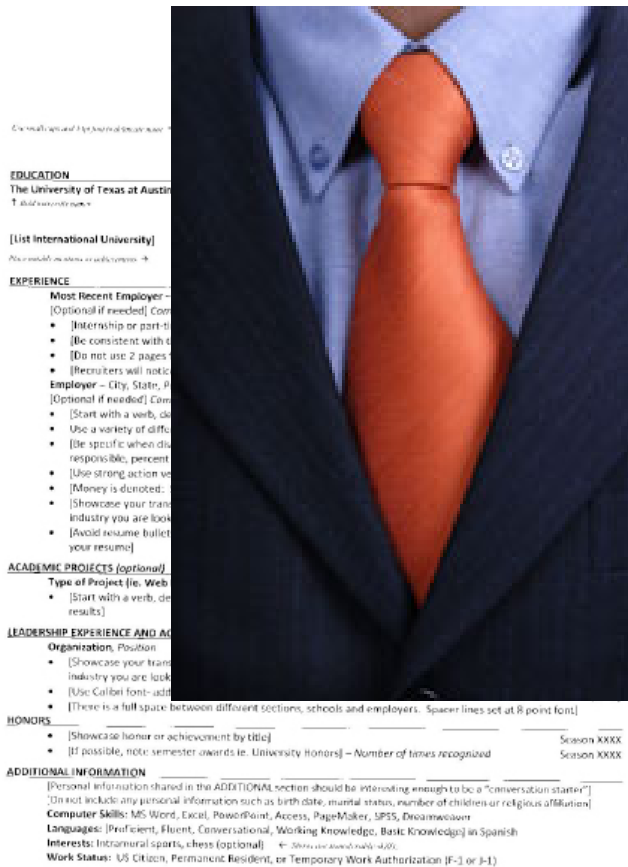 EDUCATION
The University of Texas at Austin
[List International University]
EXPERIENCE
Most Recent Employer –
[Optional if needed] Com
• [Internship or part-ti
• [Be consistent with t
• [Do not use 2 pages
• [Recruiters will notic
Employer – City, State, P
[Optional if needed] Com
• [Start with a verb, de
• Use a variety of diffe
• [Be specific when div
responsible, percent
• [Use strong action ve
• [Money is denoted:
• [Showcase your trans
industry you are look
• [Avoid resume bullet
your resume]
ACADEMIC PROJECTS (optional)
Type of Project (ie. Web
• [Start with a verb, de
results]
LEADERSHIP EXPERIENCE AND AC
Organization, Position
• [Showcase your trans
industry you are look
• [Use Calibri font- add
• [There is a full space between different sections, schools and employers. Spacer lines set at 8 point font]
HONORS
• [Showcase honor or achievement by title] Season XXXX
• [If possible, note semester awards ie. University Honors] – Number of times recognized Season XXXX
ADDITIONAL INFORMATION
[Personal information shared in the ADDITIONAL section should be interesting enough to be a "conversation starter"]
[Do not include any personal information such as birth date, marital status, number of children or religious affiliation]
Computer Skills: MS Word, Excel, PowerPoint, Access, PageMaker, SPSS, Dreamweaver
Languages: [Proficient, Fluent, Conversational, Working Knowledge, Basic Knowledge] in Spanish
Interests: Intramural sports, chess (optional)
Work Status: US Citizen, Permanent Resident, or Temporary Work Authorization (F-1 or J-1)